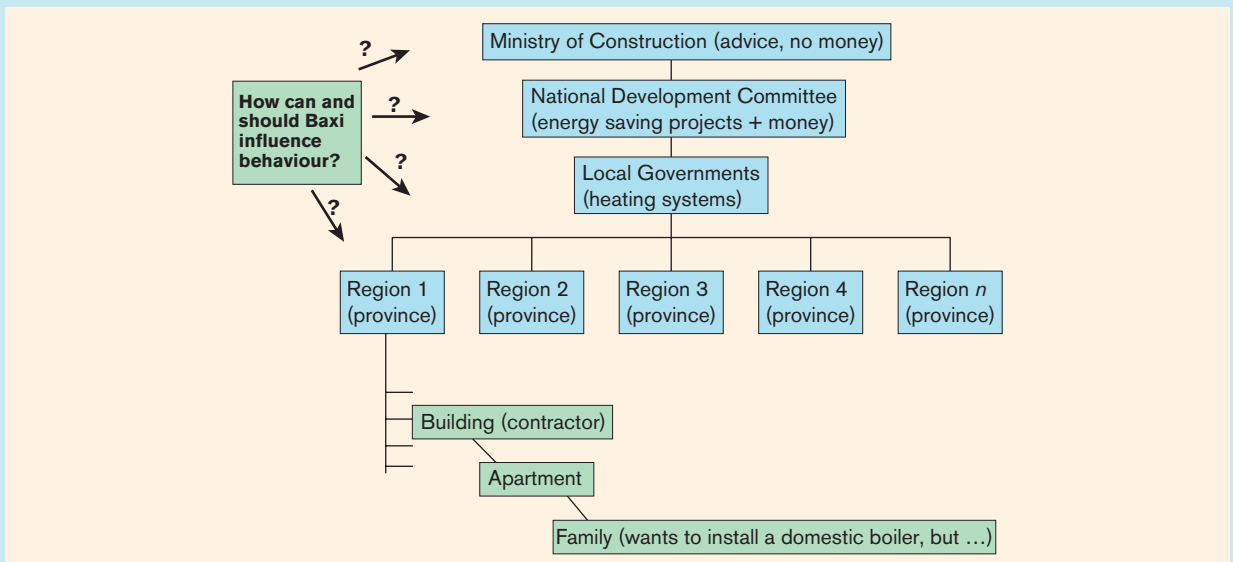 Ministry of Construction (advice, no money)
?
How can and
should Baxi
influence
behaviour?
?
National Development Committee
(energy saving projects + money)
?
Local Governments
(heating systems)
?
Region 1
(province)
Region 2
(province)
Region 3
(province)
Region 4
(province)
Region n
(province)
Building (contractor)
Apartment
Family (wants to install a domestic boiler, but …)